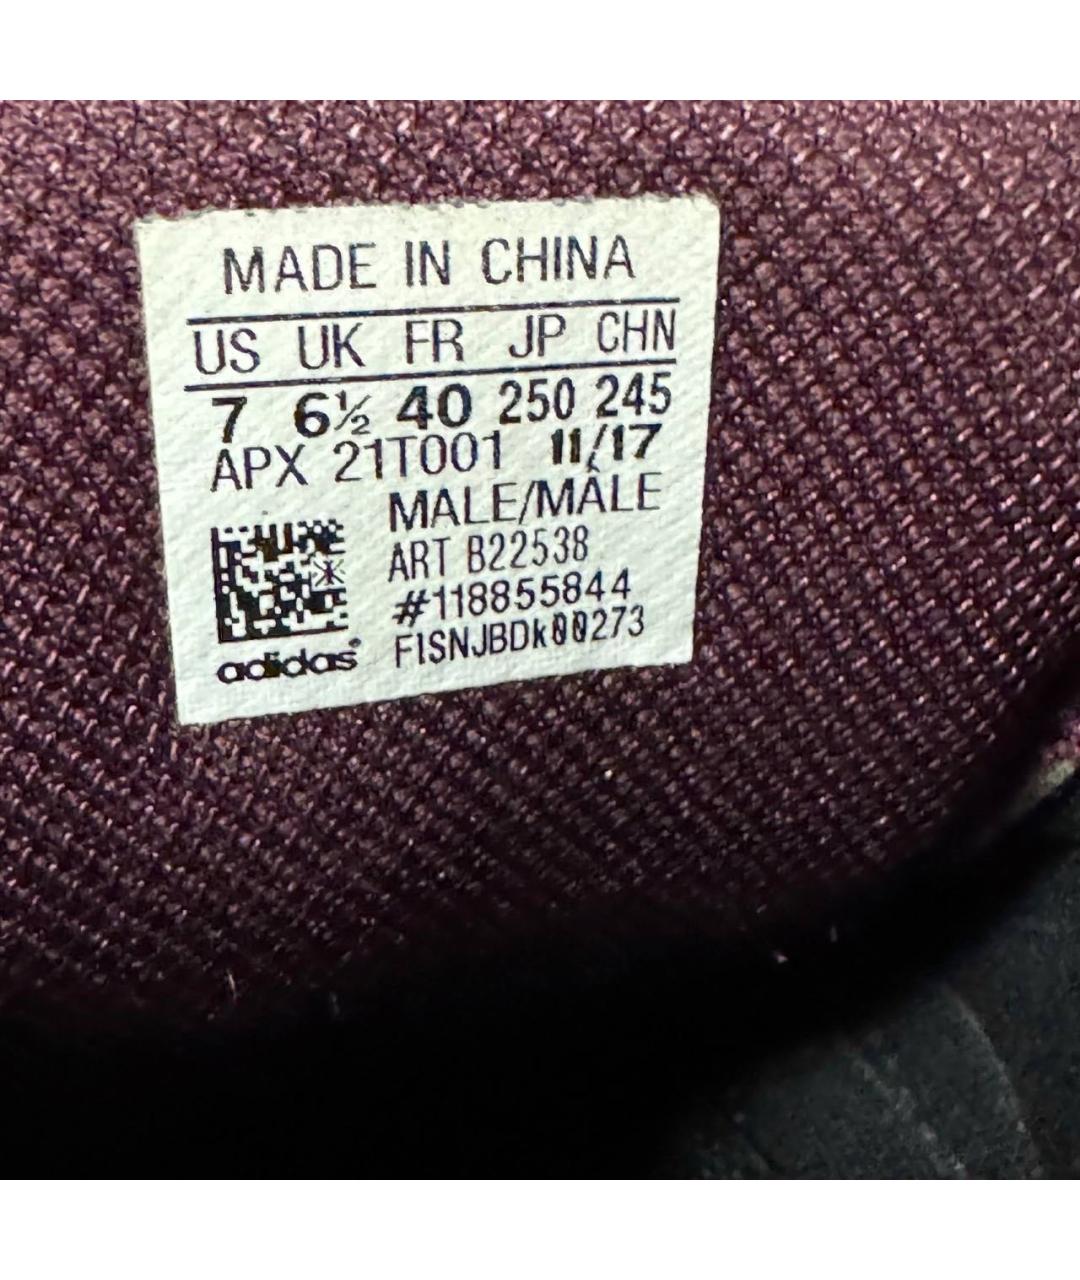 MADE IN CHINA
US UK FR JP CHN
7 6½ 40 250 245
APX 21T001 11/17
MALE/MÂLE
ART B22538
#118855844
F1SNJBDk00273
adidas®